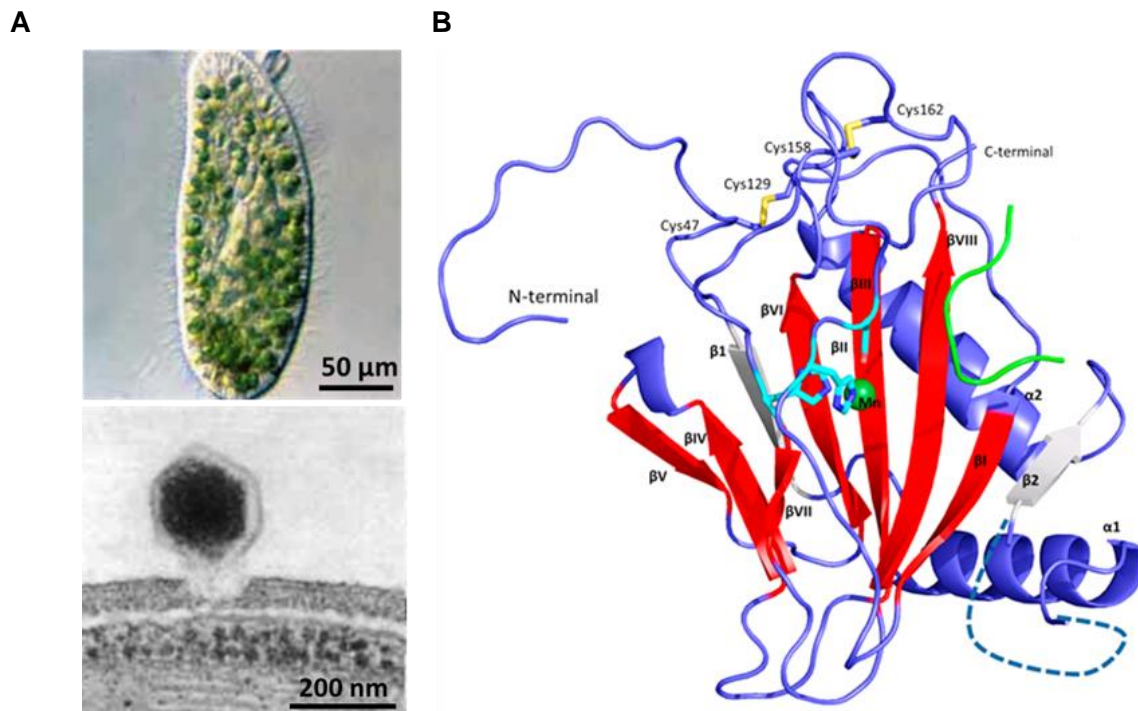 A
B
50 µm
200 nm
Cys162
Cys158
C-terminal
Cys129
Cys47
N-terminal
βVIII
βIII
βVI
βII
β1
Mn
α2
βIV
βI
βV
β2
βVII
α1